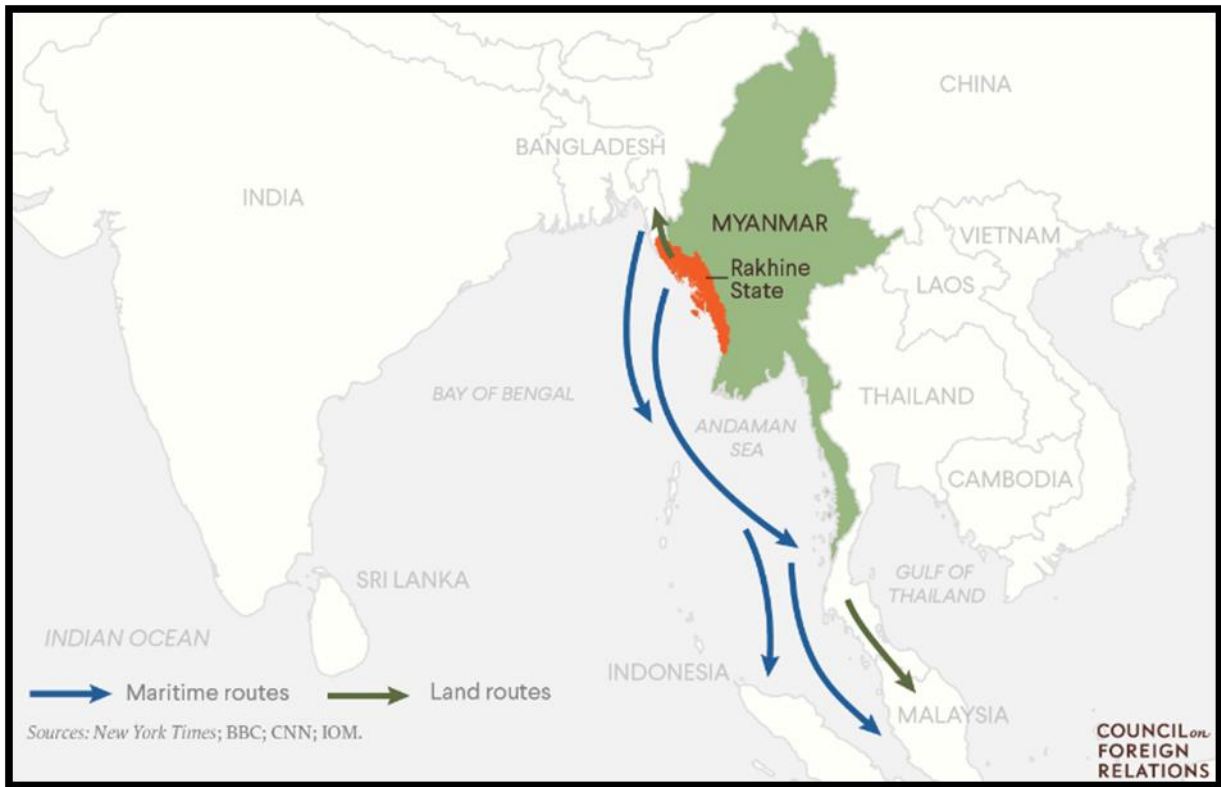 CHINA
BANGLADESH
INDIA
MYANMAR
VIETNAM
Rakhine
State
LAOS
BAY OF BENGAL
THAILAND
ANDAMAN
SEA
CAMBODIA
SRI LANKA
GULF OF
THAILAND
INDIAN OCEAN
INDONESIA
Maritime routes
Land routes
MALAYSIA
Sources: New York Times; BBC; CNN; IOM.
COUNCIL on
FOREIGN
RELATIONS